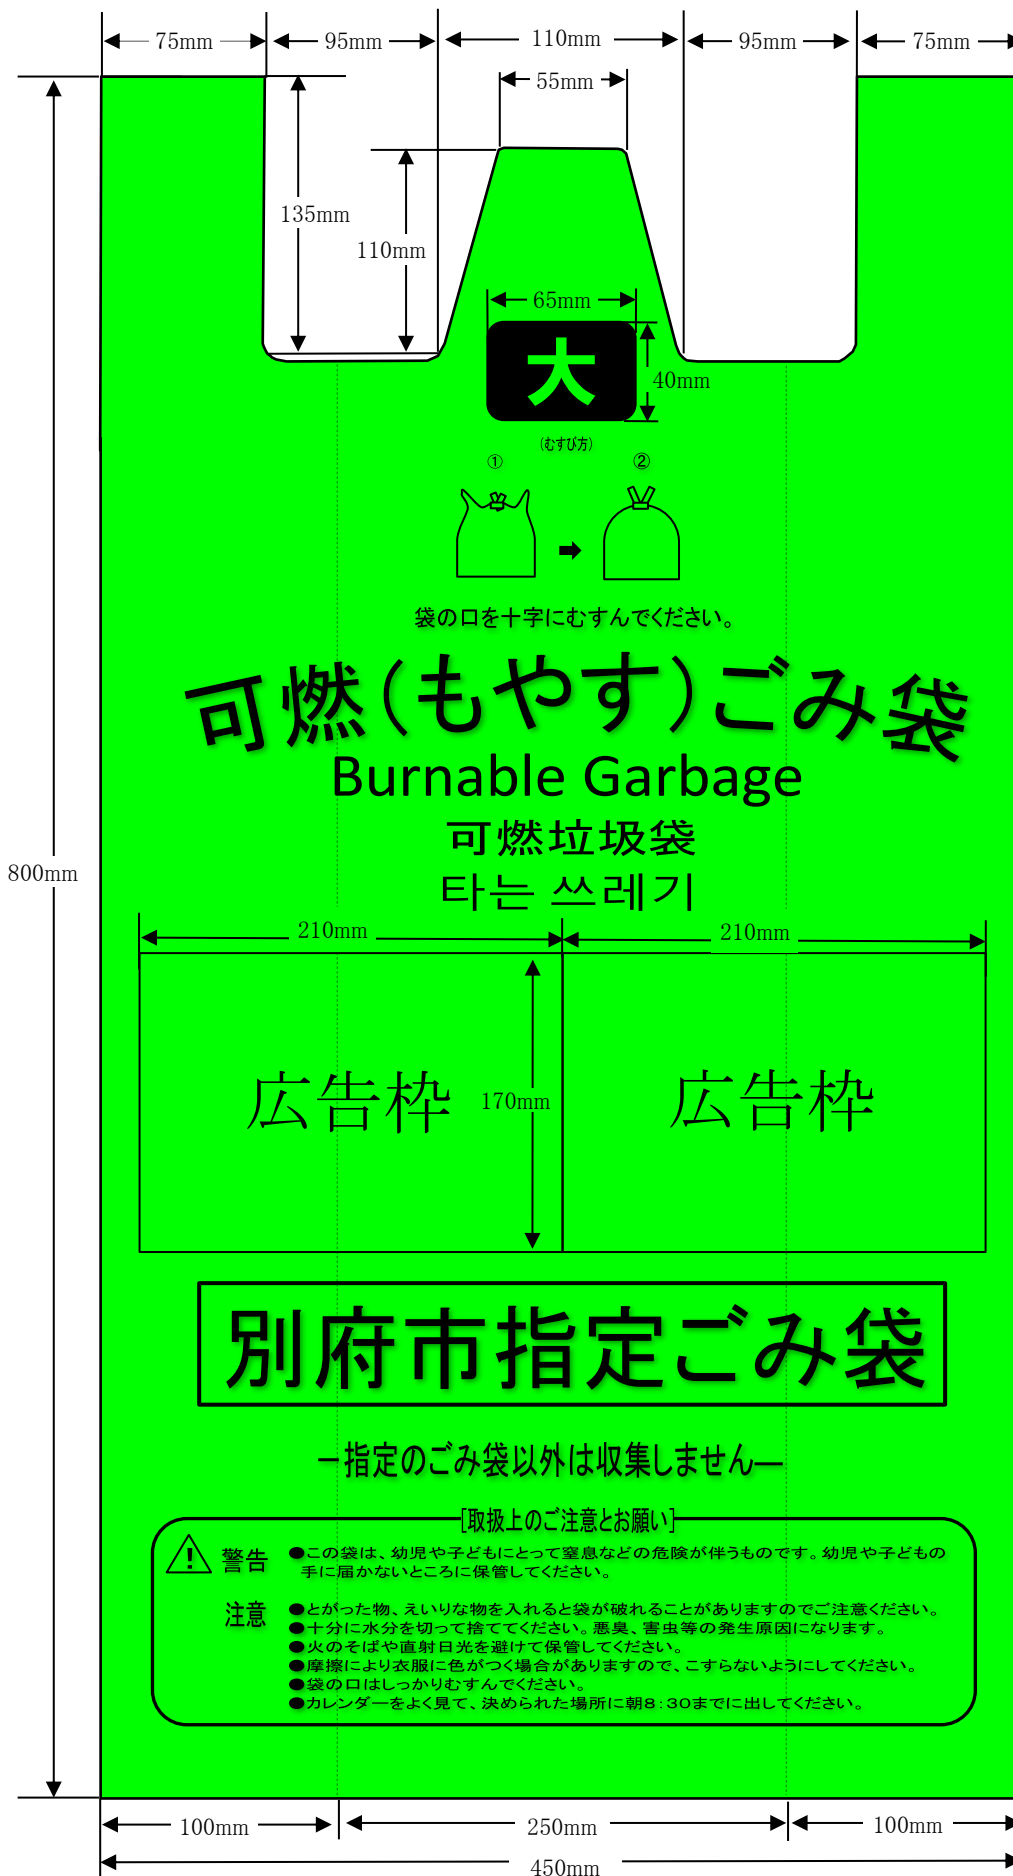 75mm 95mm 110mm 95mm 75mm
55mm
135mm
110mm
65mm
大
40mm
(むすび方)
① ②
袋の口を十字にむすんでください。
可燃(もやす)ごみ袋
Burnable Garbage
可燃垃圾袋
타는 쓰레기
800mm
210mm 210mm
広告枠 170mm 広告枠
別府市指定ごみ袋
ー指定のごみ袋以外は収集しません―
[取扱上のご注意とお願い]
! 警告 ●この袋は、幼児や子どもにとって窒息などの危険が伴うものです。幼児や子どもの
手に届かないところに保管してください。
注意 ●とがった物、えいりな物を入れると袋が破れることがありますのでご注意ください。
●十分に水分を切って捨ててください。悪臭、害虫等の発生原因になります。
●火のそばや直射日光を避けて保管してください。
●摩擦により衣服に色がつく場合がありますので、こすらないようにしてください。
●袋の口はしっかりむすんでください。
●カレンダーをよく見て、決められた場所に朝8:30までに出してください。
100mm 250mm 100mm
450mm